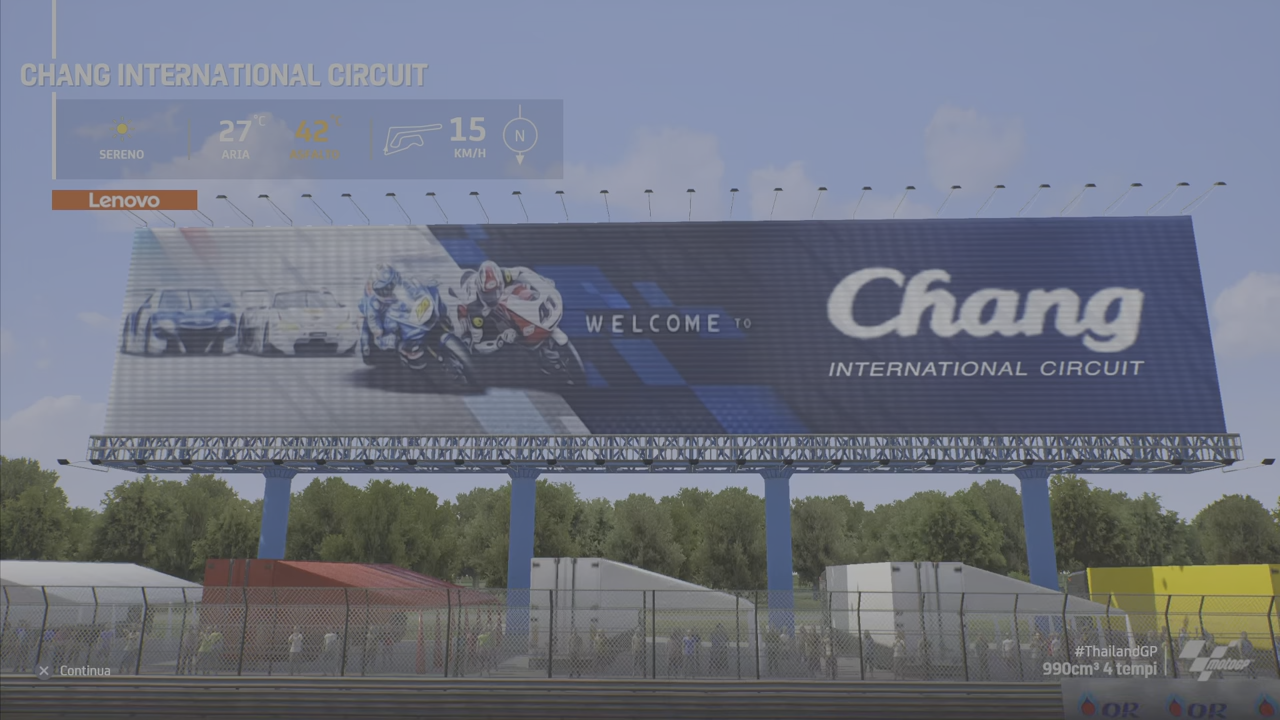 CHANG INTERNATIONAL CIRCUIT
27°C
42°C
15
N
SERENO
ARIA
KM/H
Lenovo
WELCOME TO
Chang
INTERNATIONAL CIRCUIT
#ThailandGP
990cm³ 4 tempi
MotoGP
Continua
OR OR